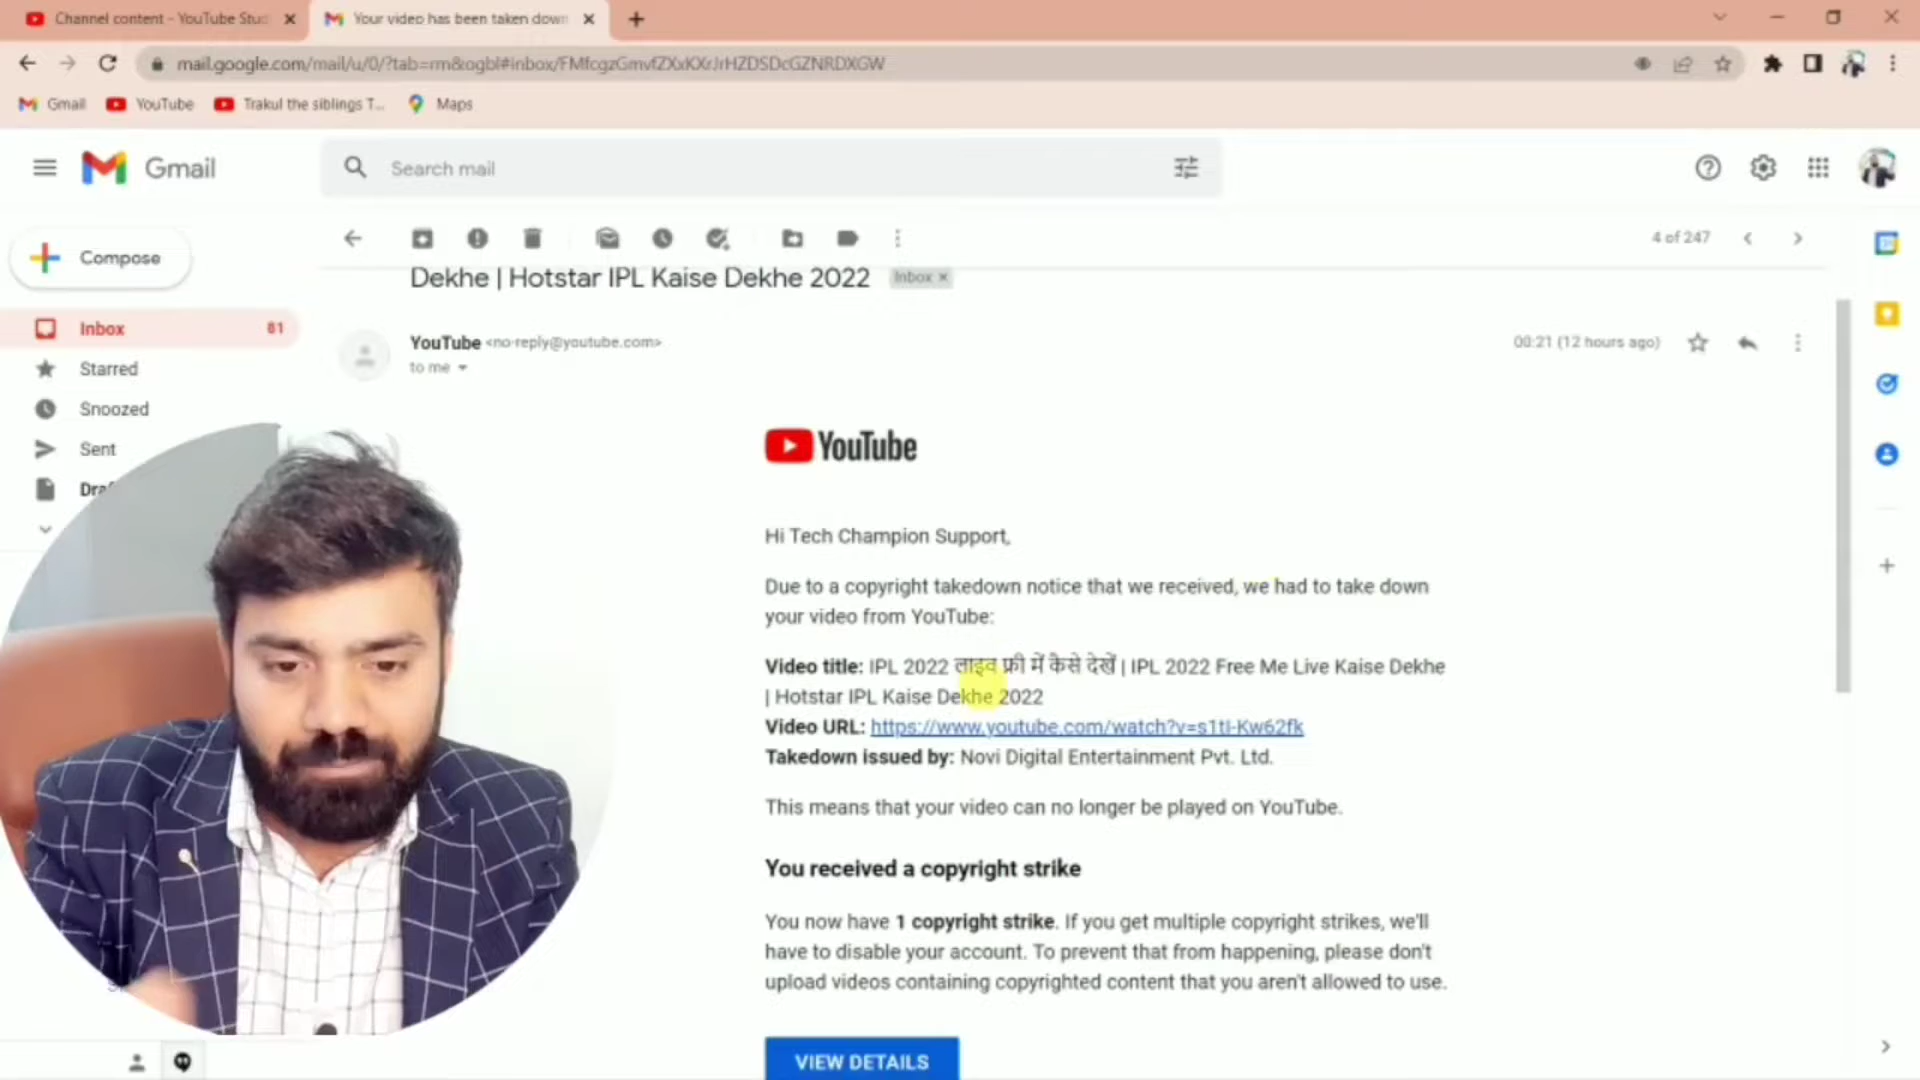 Channel content - YouTube Stud
Your video has been taken down
mail.google.com/mail/u/0/?tab=rm&ogbl#inbox/FMfcgzGmvfZXxKXrJrHZDSDcGZNRDXGW
Gmail
YouTube
Trakul the siblings T...
Maps
Gmail
Search mail
Compose
4 of 247
Dekhe | Hotstar IPL Kaise Dekhe 2022
Inbox
Inbox
81
YouTube <no-reply@youtube.com>
00:21 (12 hours ago)
to me
Starred
Snoozed
Sent
YouTube
Hi Tech Champion Support,
Due to a copyright takedown notice that we received, we had to take down
your video from YouTube:
Video title: IPL 2022 लाइव फ्री में कैसे देखें | IPL 2022 Free Me Live Kaise Dekhe
| Hotstar IPL Kaise Dekhe 2022
Video URL: https://www.youtube.com/watch?v=s1tI-Kw62fk
Takedown issued by: Novi Digital Entertainment Pvt. Ltd.
This means that your video can no longer be played on YouTube.
You received a copyright strike
You now have 1 copyright strike. If you get multiple copyright strikes, we'll
have to disable your account. To prevent that from happening, please don't
upload videos containing copyrighted content that you aren't allowed to use.
VIEW DETAILS